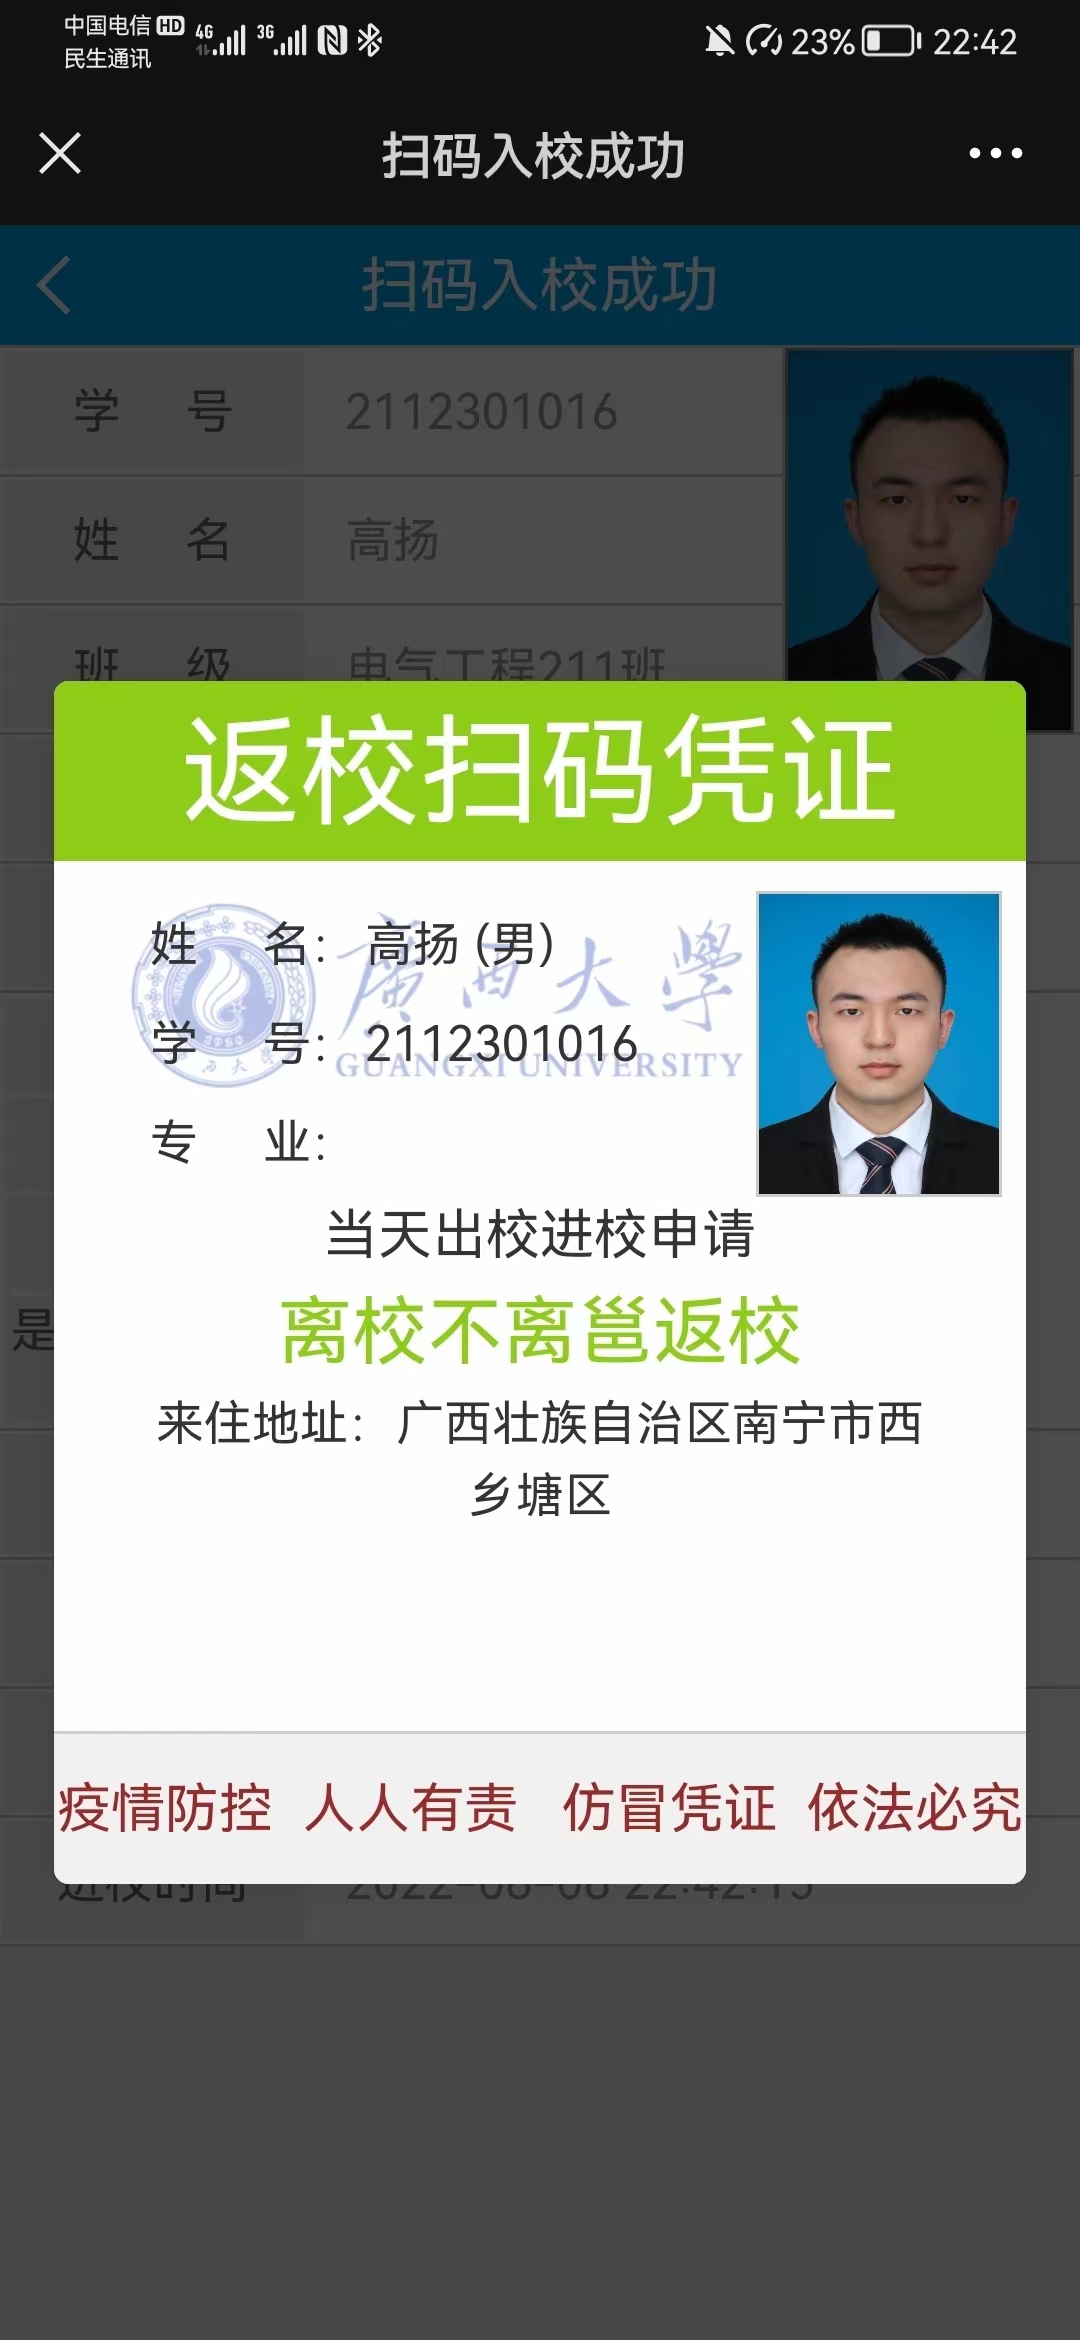 中国电信 HD 4G 3G 23% 22:42
民生通讯
扫码入校成功
扫码入校成功
学 号 2112301016
姓 名 高扬
班 级 电气工程211班
返校扫码凭证
姓 名: 高扬 (男)
廣西大學
学 号: 2112301016
GUANGXI UNIVERSITY
专 业:
当天出校进校申请
离校不离邕返校
来住地址: 广西壮族自治区南宁市西
乡塘区
是
疫情防控 人人有责 仿冒凭证 依法必究
进校时间